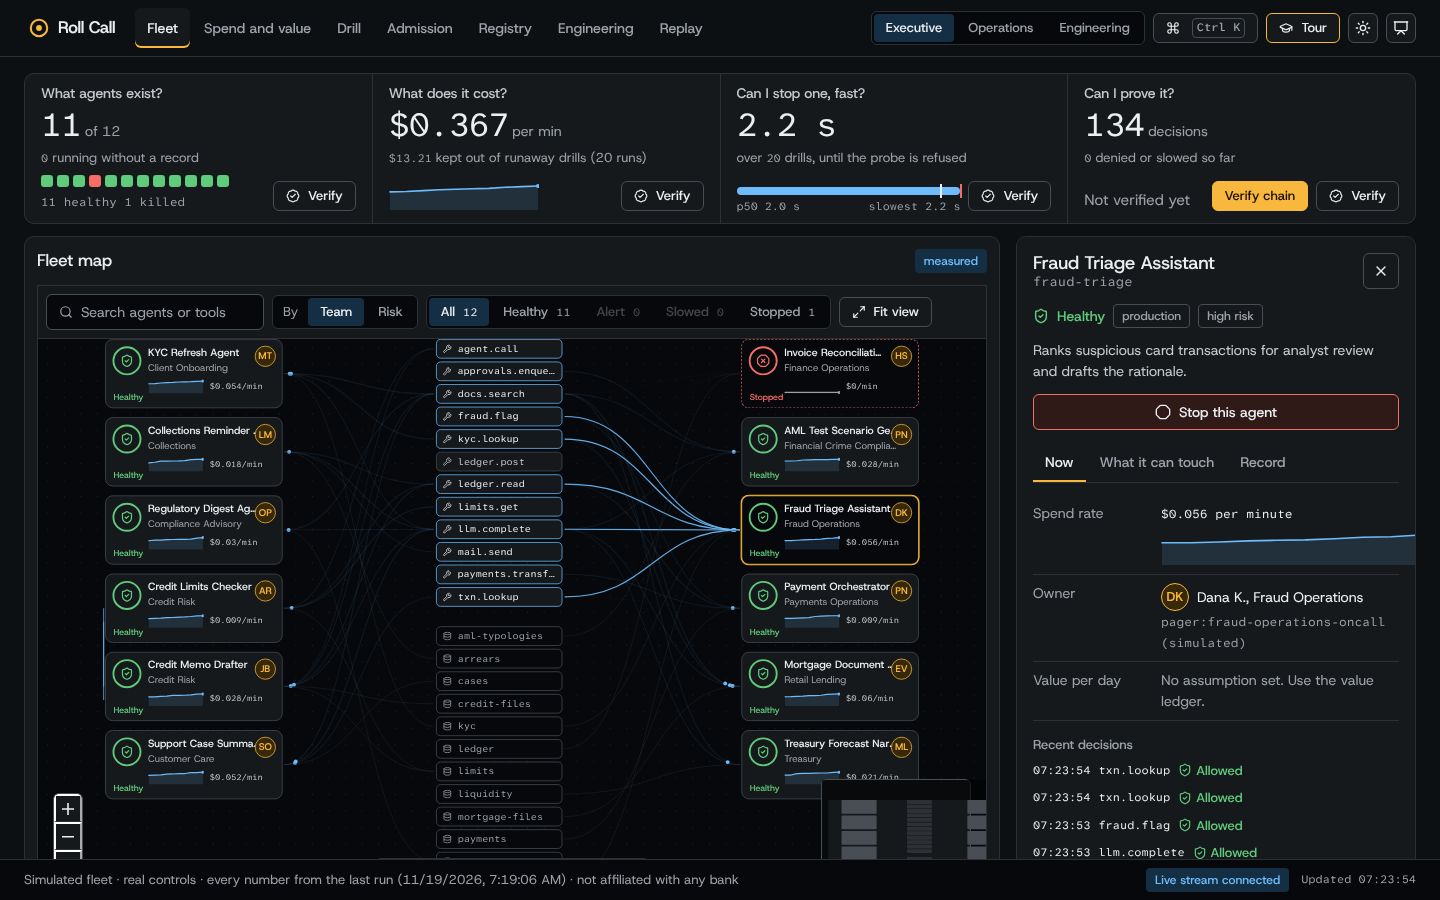 Roll Call
Fleet
Spend and value
Drill
Admission
Registry
Engineering
Replay
Executive
Operations
Engineering
⌘ Ctrl K
Tour
What agents exist?
11 of 12
0 running without a record
11 healthy 1 killed
Verify
What does it cost?
$0.367 per min
$13.21 kept out of runaway drills (20 runs)
Verify
Can I stop one, fast?
2.2 s
over 20 drills, until the probe is refused
p50 2.0 s
slowest 2.2 s
Verify
Can I prove it?
134 decisions
0 denied or slowed so far
Not verified yet
Verify chain
Verify
Fleet map
measured
Search agents or tools
By
Team
Risk
All 12
Healthy 11
Alert 0
Slowed 0
Stopped 1
Fit view
KYC Refresh Agent
MT
Client Onboarding
$0.054/min
Healthy
Collections Reminder
LM
Collections
$0.018/min
Healthy
Regulatory Digest Ag…
OP
Compliance Advisory
$0.03/min
Healthy
Credit Limits Checker
AR
Credit Risk
$0.009/min
Healthy
Credit Memo Drafter
JB
Credit Risk
$0.028/min
Healthy
Support Case Summa…
SO
Customer Care
$0.052/min
Healthy
agent.call
approvals.enque…
docs.search
fraud.flag
kyc.lookup
ledger.post
ledger.read
limits.get
llm.complete
mail.send
payments.transf…
txn.lookup
aml-typologies
arrears
cases
credit-files
kyc
ledger
limits
liquidity
mortgage-files
payments
Invoice Reconciliati…
HS
Finance Operations
$0/min
Stopped
AML Test Scenario Ge…
PN
Financial Crime Complia…
$0.028/min
Healthy
Fraud Triage Assistant
DK
Fraud Operations
$0.056/min
Healthy
Payment Orchestrator
PN
Payments Operations
$0.009/min
Healthy
Mortgage Document …
EV
Retail Lending
$0.06/min
Healthy
Treasury Forecast Nar…
ML
Treasury
$0.021/min
Healthy
Fraud Triage Assistant
fraud-triage
Healthy
production
high risk
Ranks suspicious card transactions for analyst review
and drafts the rationale.
Stop this agent
Now
What it can touch
Record
Spend rate
$0.056 per minute
Owner
DK
Dana K., Fraud Operations
pager:fraud-operations-oncall
(simulated)
Value per day
No assumption set. Use the value
ledger.
Recent decisions
07:23:54 txn.lookup Allowed
07:23:54 txn.lookup Allowed
07:23:53 fraud.flag Allowed
07:23:53 llm.complete Allowed
Simulated fleet · real controls · every number from the last run (11/19/2026, 7:19:06 AM) · not affiliated with any bank
Live stream connected
Updated 07:23:54